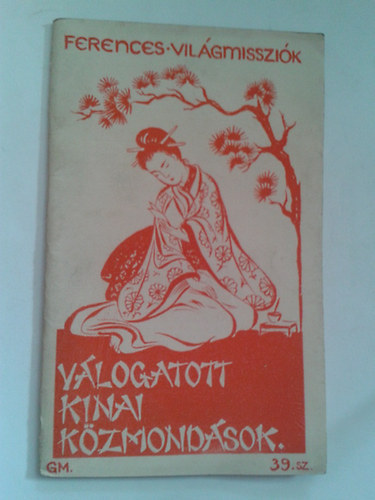 FERENCES • VILÁGMISSZIÓK
VÁLOGATOTT
KINAI
KÖZMONDÁSOK.
GM. 39. SZ.